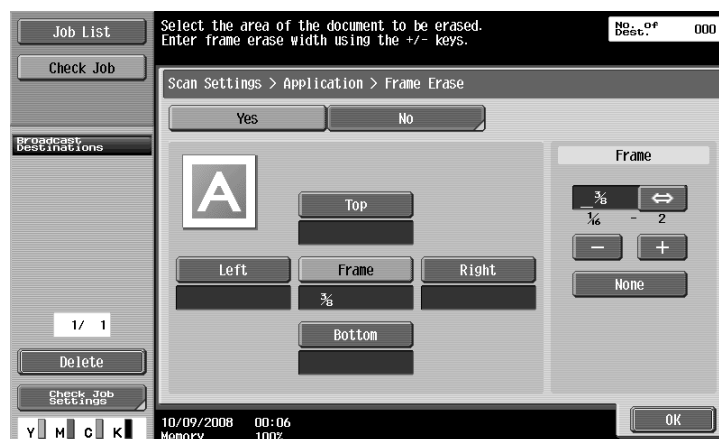 Job List
Check Job
Select the area of the document to be erased.
Enter frame erase width using the +/- keys.
No. of
Dest.
000
Scan Settings > Application > Frame Erase
Yes
No
Broadcast
Destinations
A
Top
Left
Frame
Right
⅜
Bottom
Frame
_⅜
⇔
1/16 - 2
−
+
None
1/ 1
Delete
Check Job
Settings
Y M C K
10/09/2008 00:06
Memory 100%
OK